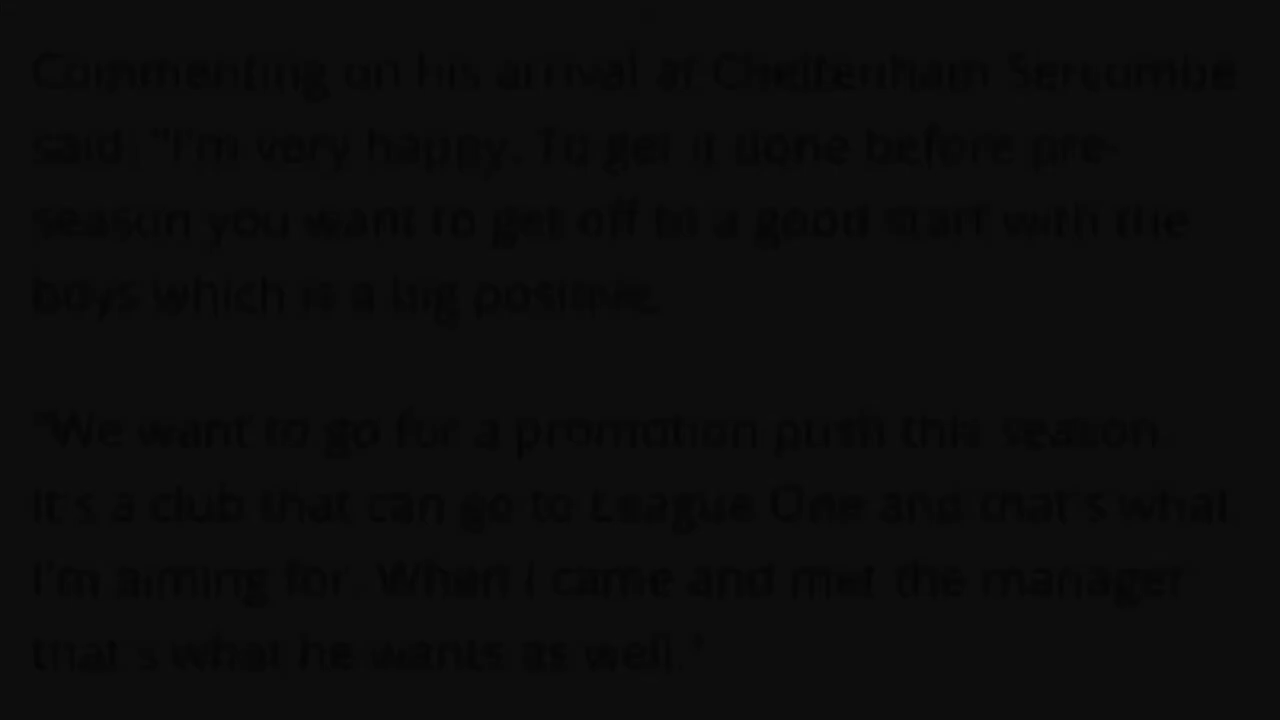 Commenting on his arrival at Cheltenham Sercombe
said: "I'm very happy. To get it done before pre-
season you want to get off to a good start with the
boys which is a big positive.
"We want to go for a promotion push this season.
It's a club that can go to League One and that's what
I'm aiming for. When I came and met the manager
that's what he wants as well."